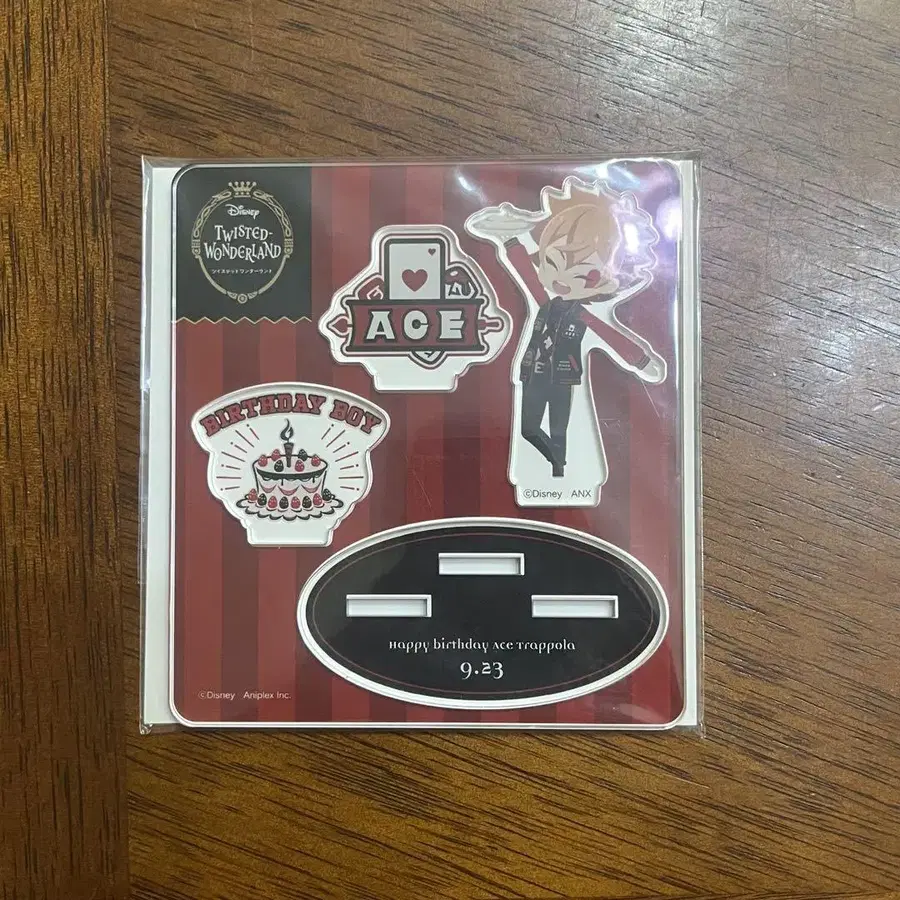 Disney
TWISTED-
WONDERLAND
ツイステッドワンダーランド
ACE
BIRTHDAY BOY
©Disney ANX
Happy birthday Ace Trappola
9.23
©Disney Aniplex Inc.